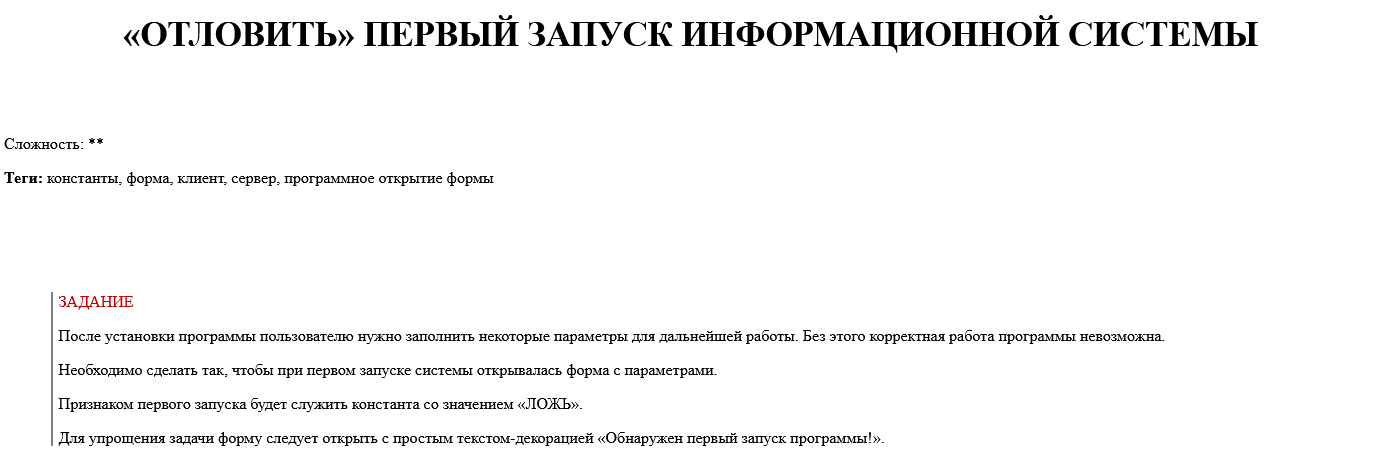 «ОТЛОВИТЬ» ПЕРВЫЙ ЗАПУСК ИНФОРМАЦИОННОЙ СИСТЕМЫ
Сложность: **
Теги: константы, форма, клиент, сервер, программное открытие формы
ЗАДАНИЕ
После установки программы пользователю нужно заполнить некоторые параметры для дальнейшей работы. Без этого корректная работа программы невозможна.
Необходимо сделать так, чтобы при первом запуске системы открывалась форма с параметрами.
Признаком первого запуска будет служить константа со значением «ЛОЖЬ».
Для упрощения задачи форму следует открыть с простым текстом-декорацией «Обнаружен первый запуск программы!».